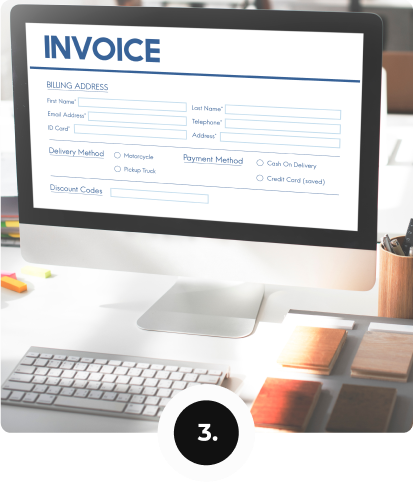 INVOICE
BILLING ADDRESS
First Name*
Last Name*
Email Address*
Telephone*
ID Card*
Address*
Delivery Method
Motorcycle
Pickup Truck
Payment Method
Cash On Delivery
Credit Card (saved)
Discount Codes
3.